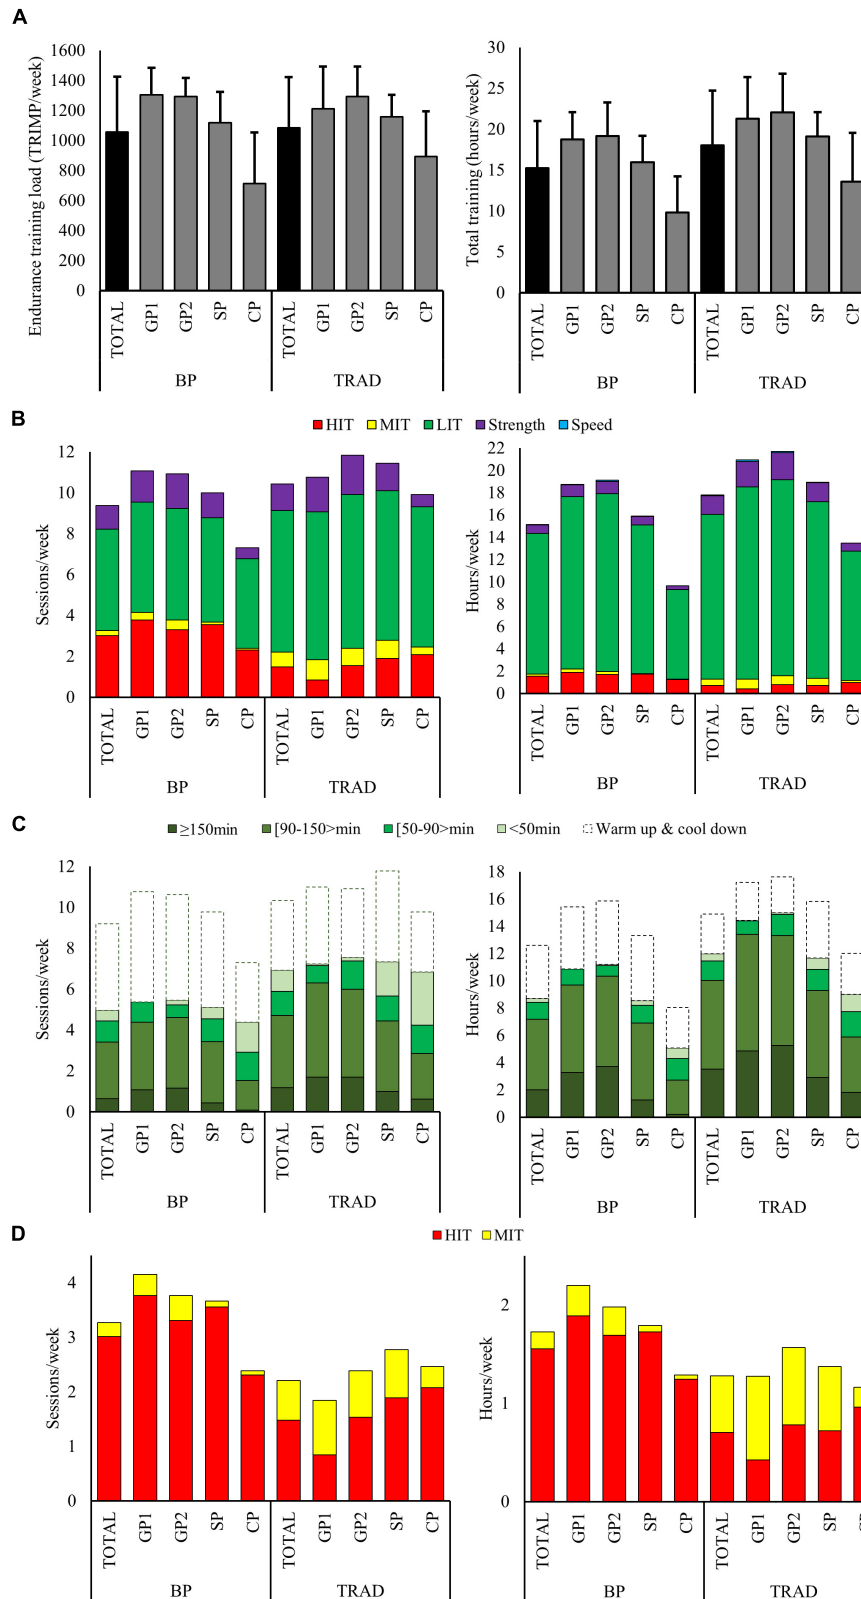 A
Endurance training load (TRIMP/week)
1600
1400
1200
1000
800
600
400
200
0
TOTAL GP1 GP2 SP CP TOTAL GP1 GP2 SP CP
BP TRAD
Total training (hours/week)
30
25
20
15
10
5
0
TOTAL GP1 GP2 SP CP TOTAL GP1 GP2 SP CP
BP TRAD
B
HIT MIT LIT Strength Speed
Sessions/week
12
10
8
6
4
2
0
TOTAL GP1 GP2 SP CP TOTAL GP1 GP2 SP CP
BP TRAD
Hours/week
22
20
18
16
14
12
10
8
6
4
2
0
TOTAL GP1 GP2 SP CP TOTAL GP1 GP2 SP CP
BP TRAD
C
≥150min [90-150>min [50-90>min <50min Warm up & cool down
Sessions/week
12
10
8
6
4
2
0
TOTAL GP1 GP2 SP CP TOTAL GP1 GP2 SP CP
BP TRAD
Hours/week
18
16
14
12
10
8
6
4
2
0
TOTAL GP1 GP2 SP CP TOTAL GP1 GP2 SP CP
BP TRAD
D
HIT MIT
Sessions/week
4
3
2
1
0
TOTAL GP1 GP2 SP CP TOTAL GP1 GP2 SP CP
BP TRAD
Hours/week
2
1
0
TOTAL GP1 GP2 SP CP TOTAL GP1 GP2 SP
BP TRAD